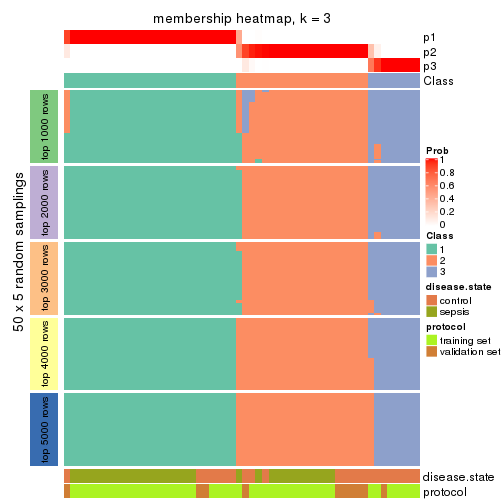 membership heatmap, k = 3
p1
p2
p3
Class
50 x 5 random samplings
top 1000 rows
top 2000 rows
top 3000 rows
top 4000 rows
top 5000 rows
disease.state
protocol
Prob
1
0.8
0.6
0.4
0.2
0
Class
1
2
3
disease.state
control
sepsis
protocol
training set
validation set